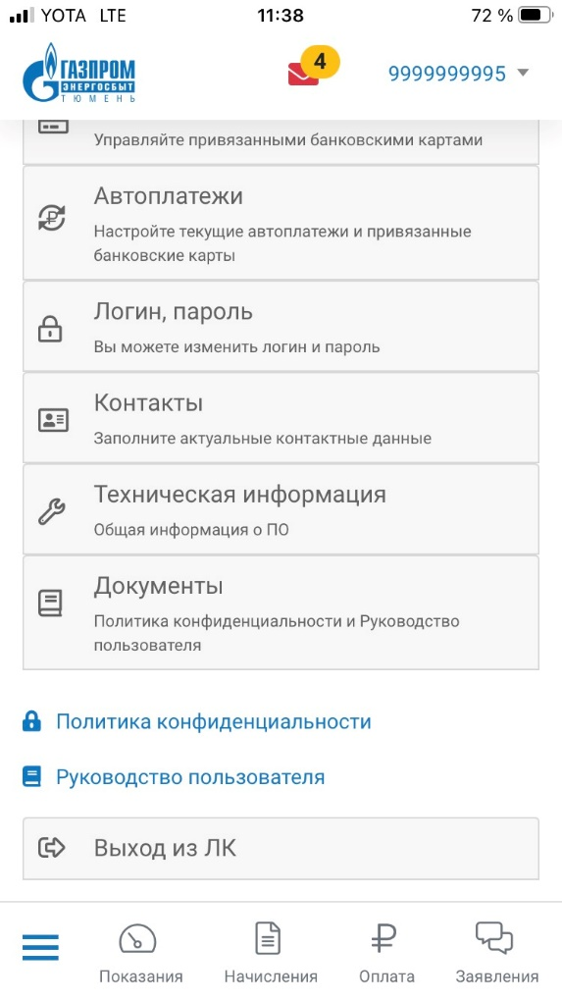 YOTA LTE 11:38 72 %
ГАЗПРОМ
ЭНЕРГОСБЫТ
ТЮМЕНЬ
4
9999999995
Управляйте привязанными банковскими картами
Автоплатежи
Настройте текущие автоплатежи и привязанные
банковские карты
Логин, пароль
Вы можете изменить логин и пароль
Контакты
Заполните актуальные контактные данные
Техническая информация
Общая информация о ПО
Документы
Политика конфиденциальности и Руководство
пользователя
Политика конфиденциальности
Руководство пользователя
Выход из ЛК
Показания Начисления Оплата Заявления